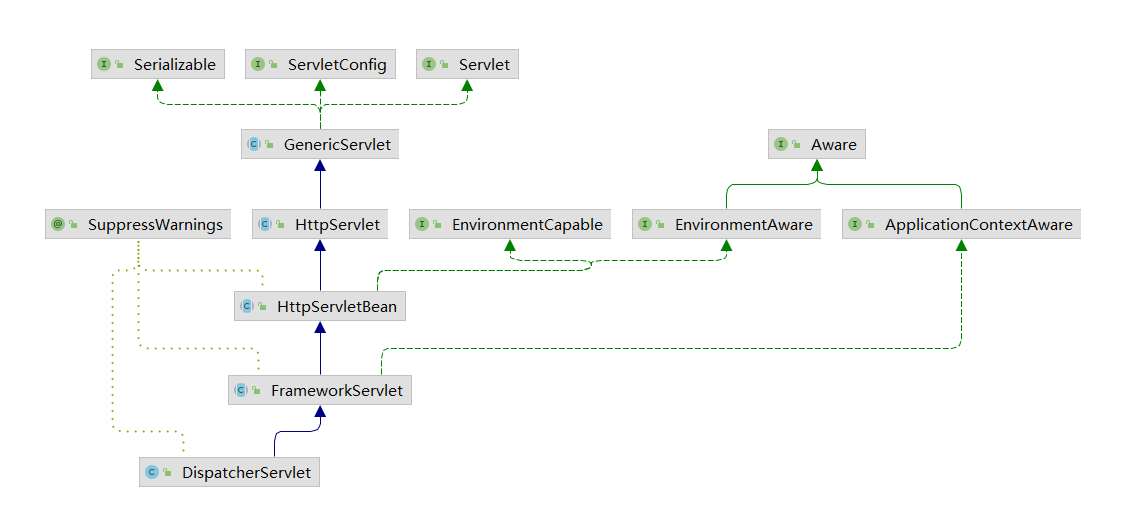 Serializable
ServletConfig
Servlet
GenericServlet
Aware
SuppressWarnings
HttpServlet
EnvironmentCapable
EnvironmentAware
ApplicationContextAware
HttpServletBean
FrameworkServlet
DispatcherServlet